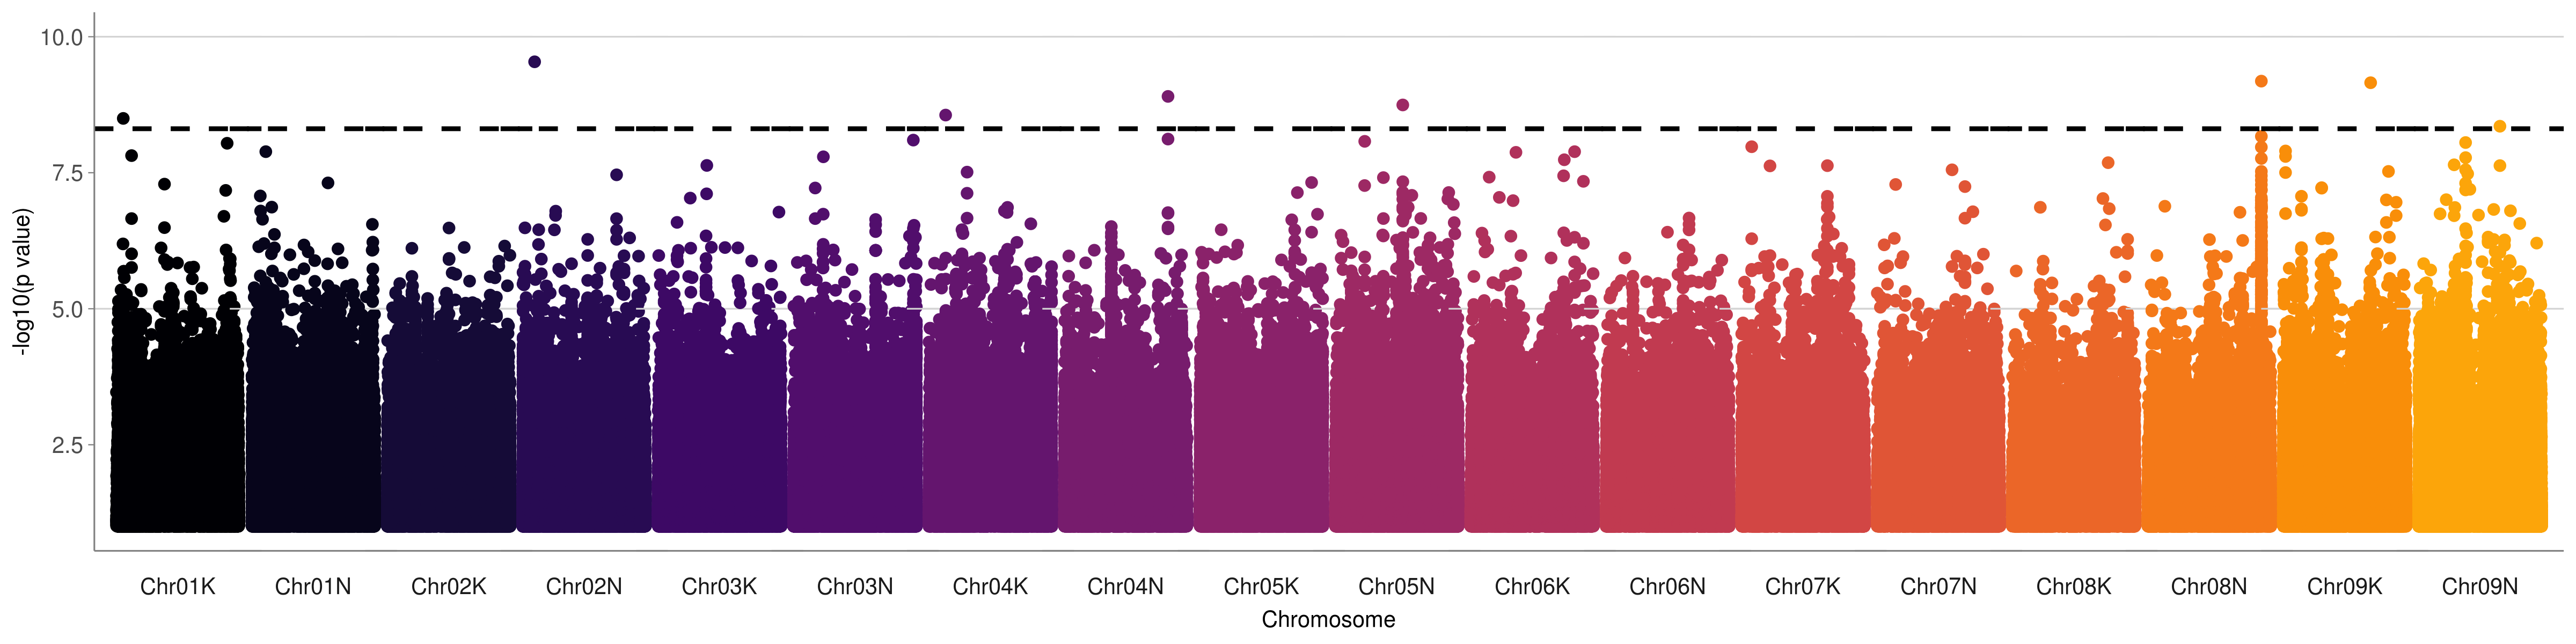 10.0
7.5
5.0
2.5
-log10(p value)
Chr01K Chr01N Chr02K Chr02N Chr03K Chr03N Chr04K Chr04N Chr05K Chr05N Chr06K Chr06N Chr07K Chr07N Chr08K Chr08N Chr09K Chr09N
Chromosome